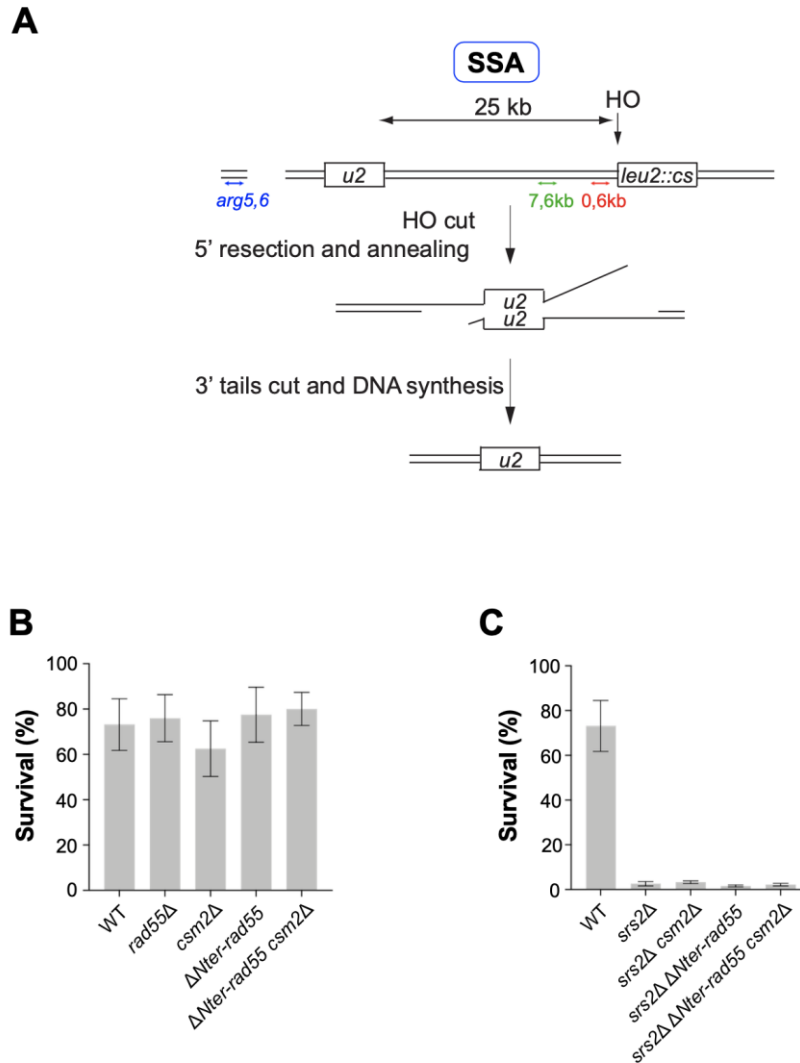 A
SSA
25 kb
HO
u2
leu2::cs
arg5,6
7,6kb
0,6kb
HO cut
5’ resection and annealing
u2
u2
3’ tails cut and DNA synthesis
u2
B
Survival (%)
100
80
60
40
20
0
WT
rad55Δ
csm2Δ
ΔNter-rad55
ΔNter-rad55 csm2Δ
C
Survival (%)
100
80
60
40
20
0
WT
srs2Δ
srs2Δ csm2Δ
srs2Δ ΔNter-rad55
srs2Δ ΔNter-rad55 csm2Δ